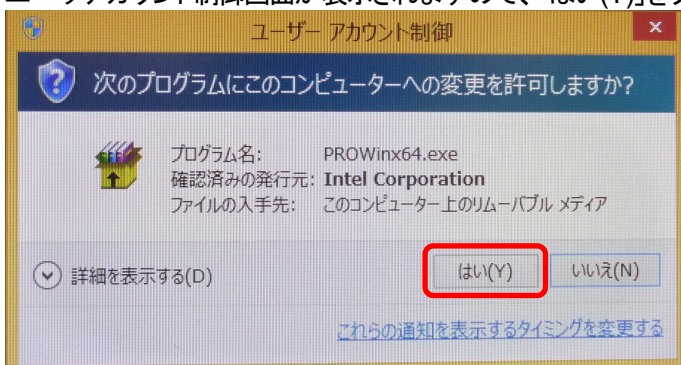 ユーザー アカウント制御
次のプログラムにこのコンピューターへの変更を許可しますか?
プログラム名: PROWinx64.exe
確認済みの発行元: Intel Corporation
ファイルの入手先: このコンピューター上のリムーバブル メディア
詳細を表示する(D) はい(Y) いいえ(N)
これらの通知を表示するタイミングを変更する